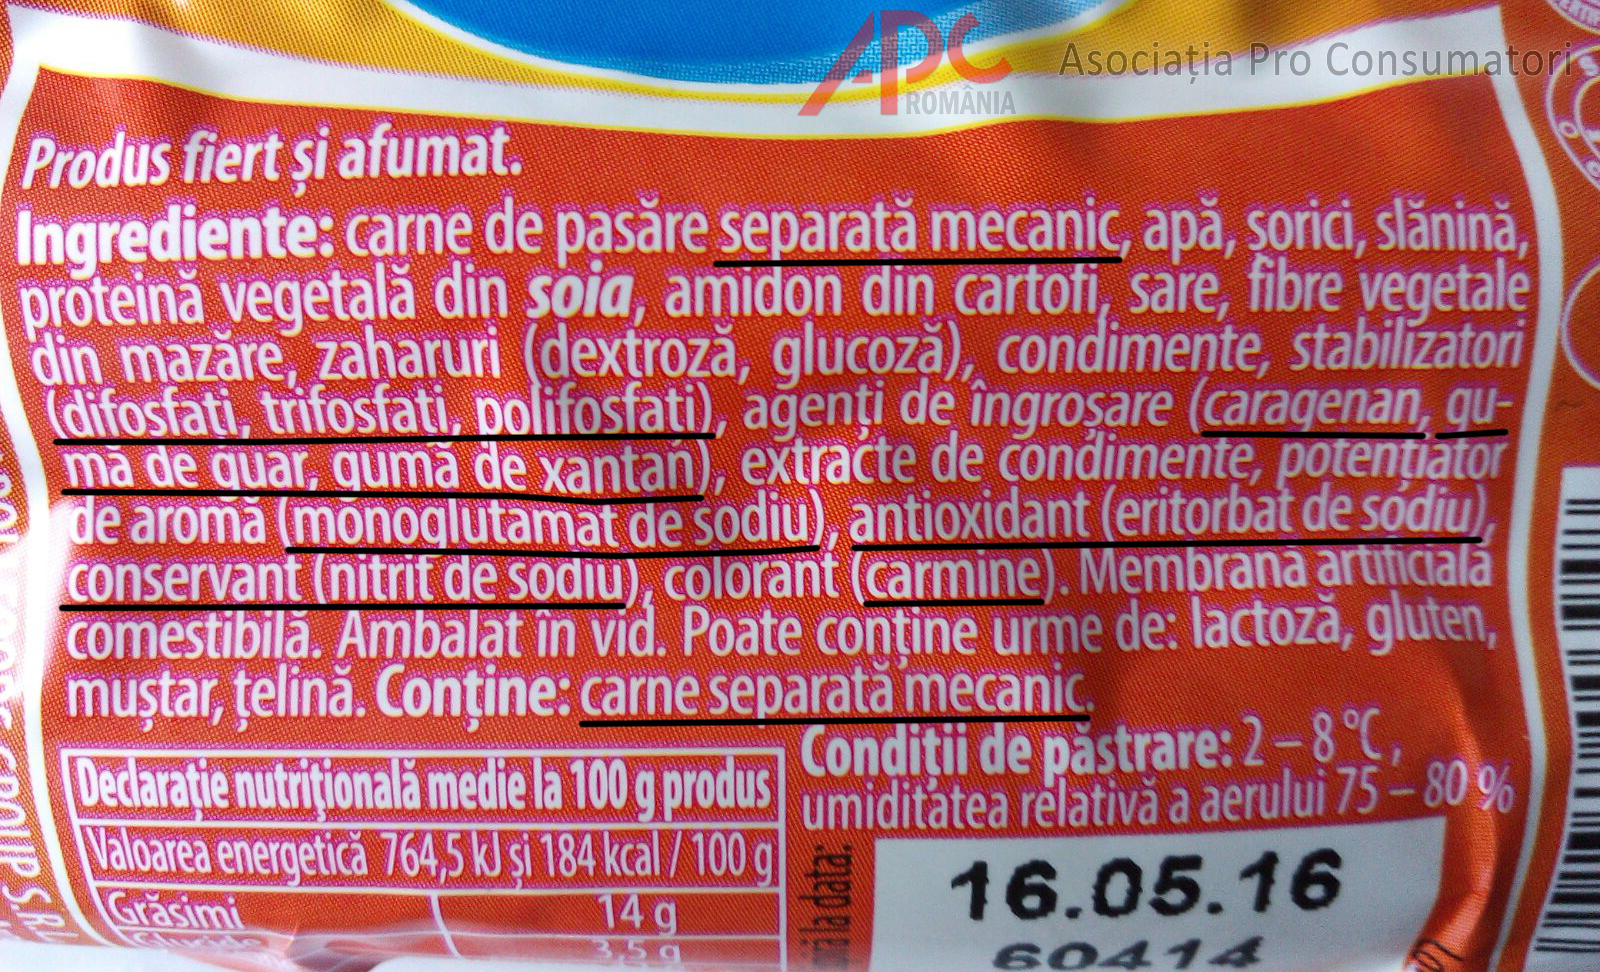 APC
ROMÂNIA
Asociația Pro Consumatori
Produs fiert și afumat.
Ingrediente: carne de pasăre separată mecanic, apă, șorici, slănină,
proteină vegetală din soia, amidon din cartofi, sare, fibre vegetale
din mazăre, zaharuri (dextroză, glucoză), condimente, stabilizatori
(difosfați, trifosfați, polifosfați), agenți de îngroșare (caragenan, gu-
mă de guar, gumă de xantan), extracte de condimente, potențiator
de aromă (monoglutamat de sodiu), antioxidant (eritorbat de sodiu),
conservant (nitrit de sodiu), colorant (carmine). Membrană artificială
comestibilă. Ambalat în vid. Poate conține urme de: lactoză, gluten,
muștar, țelină. Conține: carne separată mecanic.
Condiții de păstrare: 2 – 8 °C,
umiditatea relativă a aerului 75 – 80 %
Declarație nutrițională medie la 100 g produs
Valoarea energetică 764,5 kJ și 184 kcal / 100 g
Grăsimi 14 g
Glucide 3,5 g
la data:
16.05.16
60414